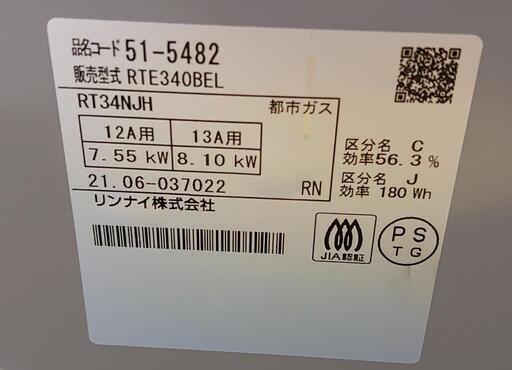 品名コード 51-5482
販売型式 RTE340BEL
RT34NJH 都市ガス
12A用 13A用
7.55 kW 8.10 kW
区分名 C
効率56.3%
区分名 J
効率 180 Wh
21.06-037022 RN
リンナイ株式会社
JIA認証
PS
TG